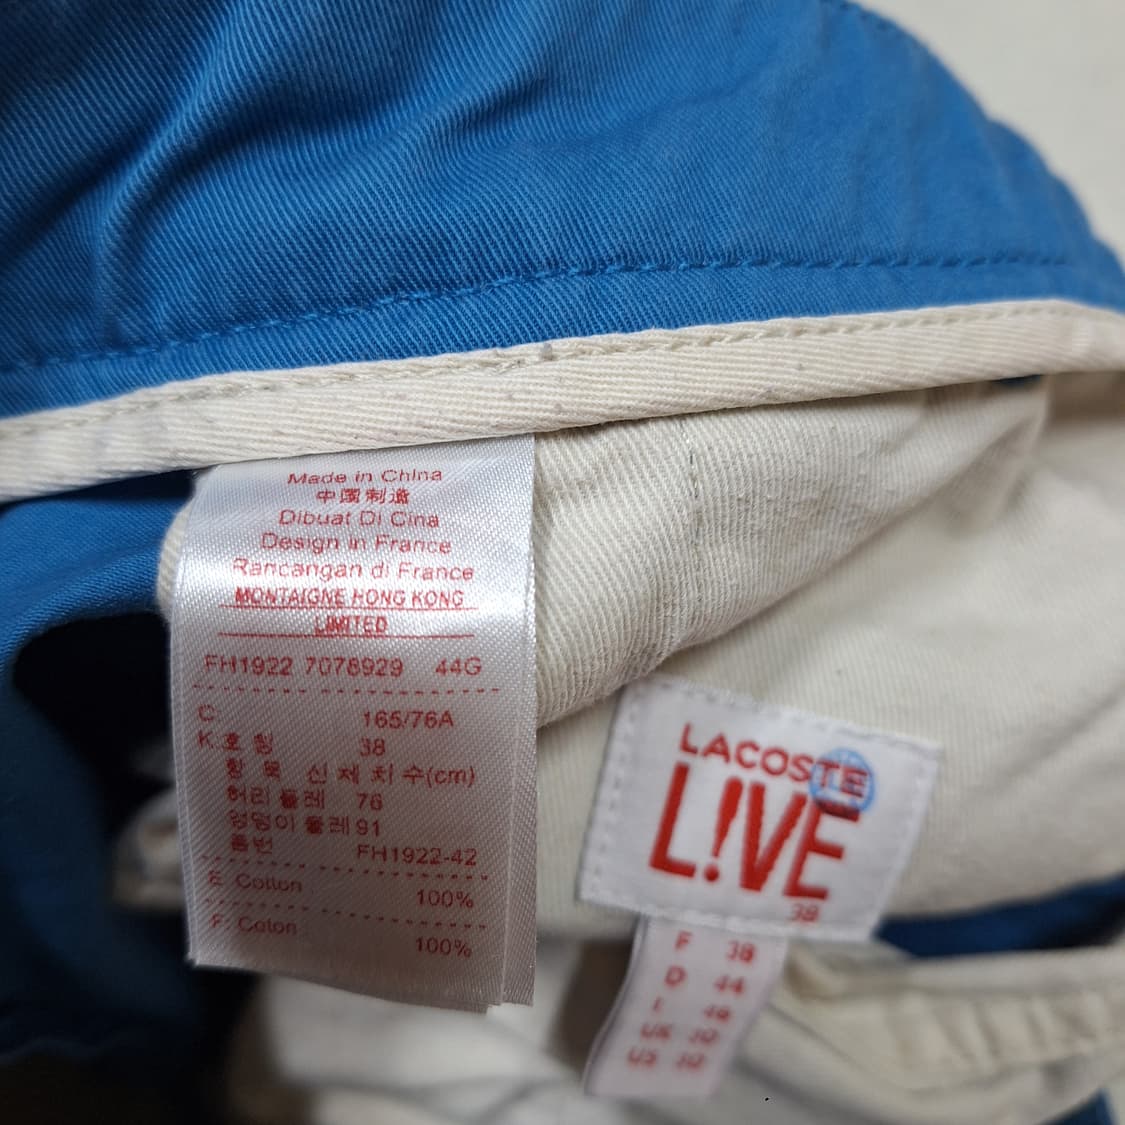 Made in China
中國制造
Dibuat Di Cina
Design in France
Rancangan di France
MONTAIGNE HONG KONG
LIMITED
FH1922 7078929 44G
C 165/76A
K.호칭 38
항 목 신체치수(cm)
허리둘레 76
엉덩이둘레 91
품번 FH1922-42
E. Cotton 100%
F. Coton 100%
LACOSTE
L!VE
38
F 38
D 44
I
UK
US